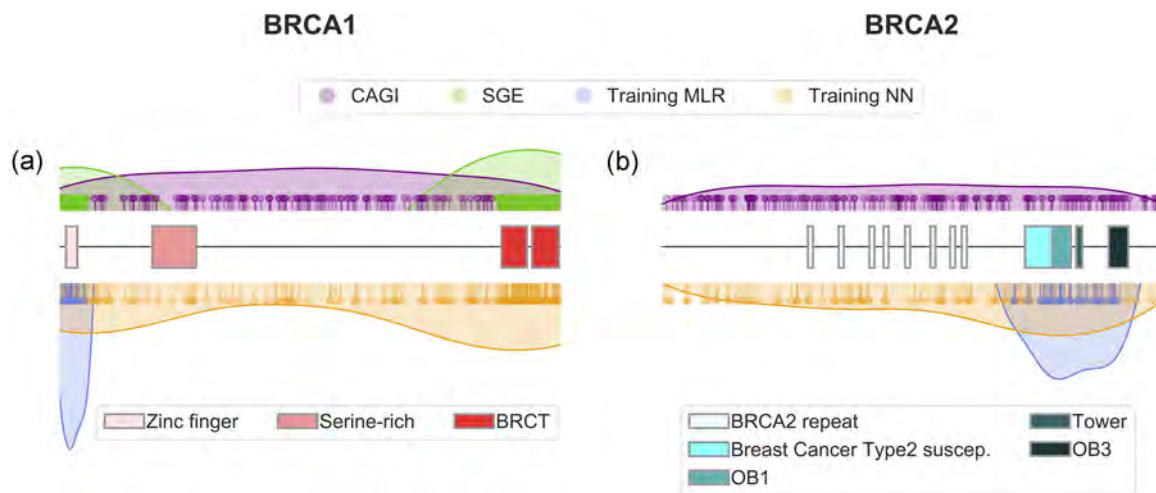 BRCA1 BRCA2
CAGI SGE Training MLR Training NN
(a) (b)
Zinc finger Serine-rich BRCT
BRCA2 repeat Tower
Breast Cancer Type2 suscep. OB3
OB1